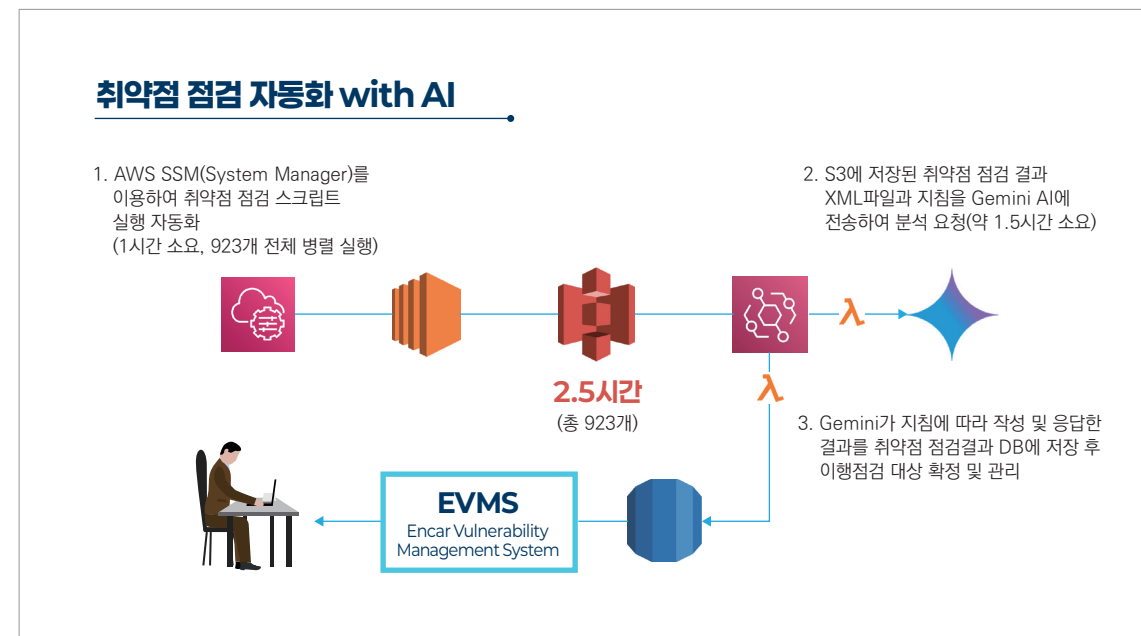 취약점 점검 자동화 with AI
1. AWS SSM(System Manager)를
이용하여 취약점 점검 스크립트
실행 자동화
(1시간 소요, 923개 전체 병렬 실행)
2. S3에 저장된 취약점 점검 결과
XML파일과 지침을 Gemini AI에
전송하여 분석 요청(약 1.5시간 소요)
λ
2.5시간
(총 923개)
λ
3. Gemini가 지침에 따라 작성 및 응답한
결과를 취약점 점검결과 DB에 저장 후
이행점검 대상 확정 및 관리
EVMS
Encar Vulnerability
Management System